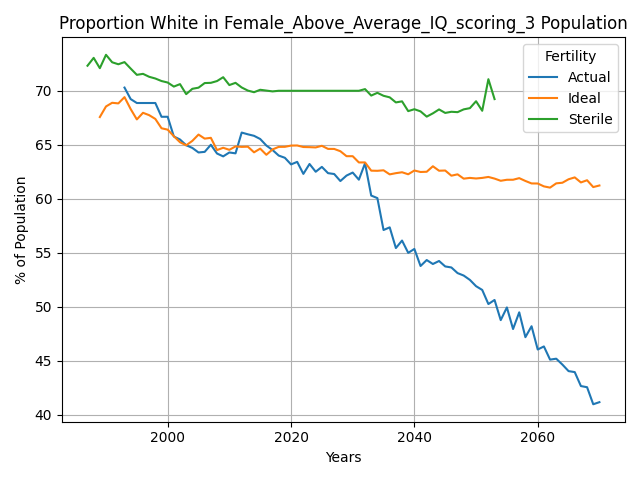 Proportion White in Female_Above_Average_IQ_scoring_3 Population
Fertility
Actual
Ideal
Sterile
% of Population
70
65
60
55
50
45
40
2000
2020
2040
2060
Years